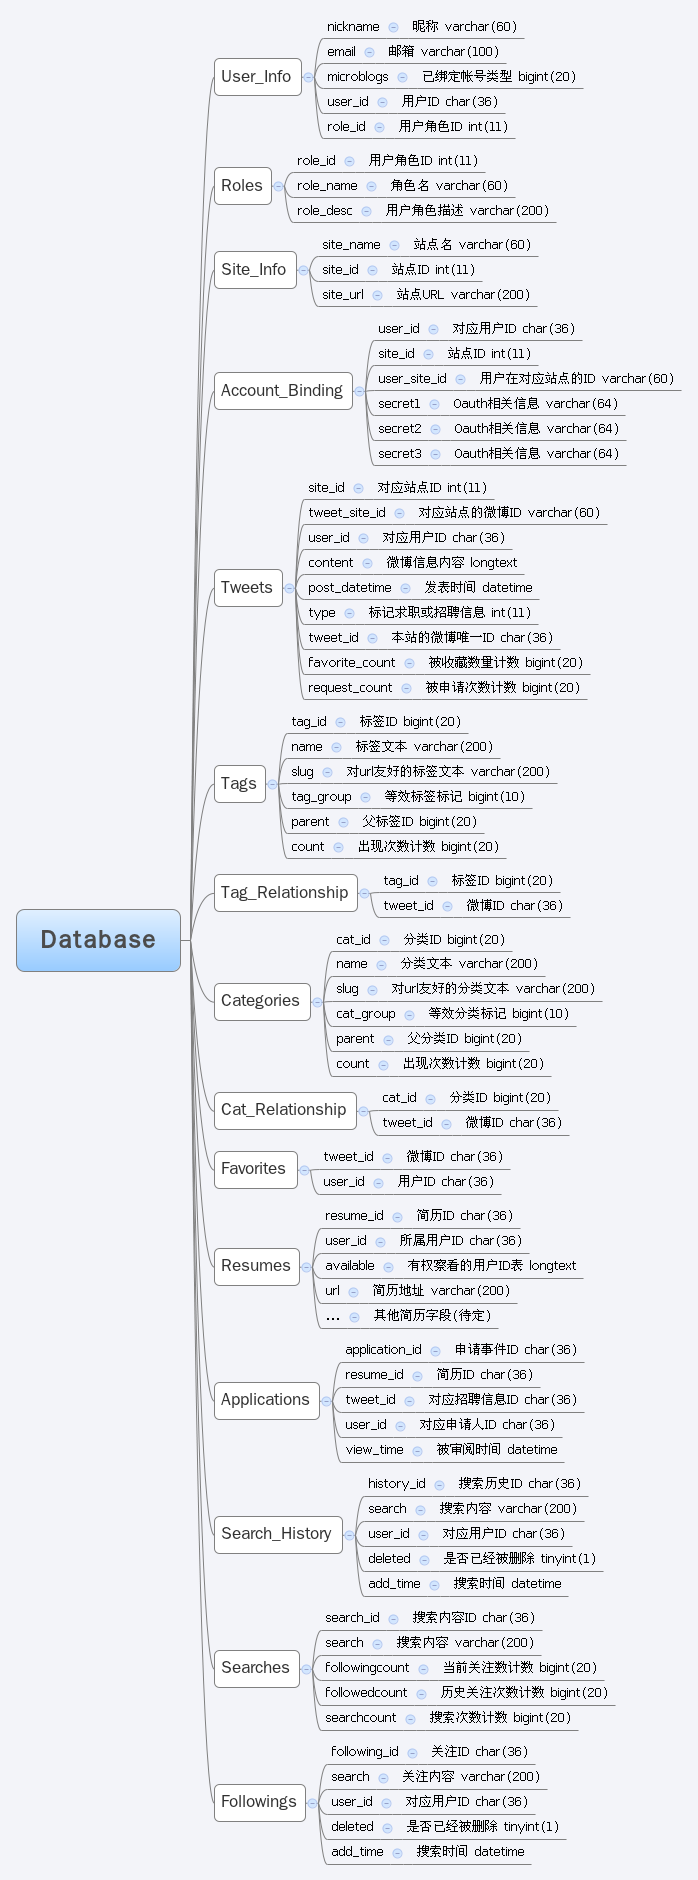 Database
User_Info
nickname 昵称 varchar(60)
email 邮箱 varchar(100)
microblogs 已绑定帐号类型 bigint(20)
user_id 用户ID char(36)
role_id 用户角色ID int(11)
Roles
role_id 用户角色ID int(11)
role_name 角色名 varchar(60)
role_desc 用户角色描述 varchar(200)
Site_Info
site_name 站点名 varchar(60)
site_id 站点ID int(11)
site_url 站点URL varchar(200)
Account_Binding
user_id 对应用户ID char(36)
site_id 站点ID int(11)
user_site_id 用户在对应站点的ID varchar(60)
secret1 Oauth相关信息 varchar(64)
secret2 Oauth相关信息 varchar(64)
secret3 Oauth相关信息 varchar(64)
Tweets
site_id 对应站点ID int(11)
tweet_site_id 对应站点的微博ID varchar(60)
user_id 对应用户ID char(36)
content 微博信息内容 longtext
post_datetime 发表时间 datetime
type 标记求职或招聘信息 int(11)
tweet_id 本站的微博唯一ID char(36)
favorite_count 被收藏数量计数 bigint(20)
request_count 被申请次数计数 bigint(20)
Tags
tag_id 标签ID bigint(20)
name 标签文本 varchar(200)
slug 对url友好的标签文本 varchar(200)
tag_group 等效标签标记 bigint(10)
parent 父标签ID bigint(20)
count 出现次数计数 bigint(20)
Tag_Relationship
tag_id 标签ID bigint(20)
tweet_id 微博ID char(36)
Categories
cat_id 分类ID bigint(20)
name 分类文本 varchar(200)
slug 对url友好的分类文本 varchar(200)
cat_group 等效分类标记 bigint(10)
parent 父分类ID bigint(20)
count 出现次数计数 bigint(20)
Cat_Relationship
cat_id 分类ID bigint(20)
tweet_id 微博ID char(36)
Favorites
tweet_id 微博ID char(36)
user_id 用户ID char(36)
Resumes
resume_id 简历ID char(36)
user_id 所属用户ID char(36)
available 有权察看的用户ID表 longtext
url 简历地址 varchar(200)
... 其他简历字段(待定)
Applications
application_id 申请事件ID char(36)
resume_id 简历ID char(36)
tweet_id 对应招聘信息ID char(36)
user_id 对应申请人ID char(36)
view_time 被审阅时间 datetime
Search_History
history_id 搜索历史ID char(36)
search 搜索内容 varchar(200)
user_id 对应用户ID char(36)
deleted 是否已经被删除 tinyint(1)
add_time 搜索时间 datetime
Searches
search_id 搜索内容ID char(36)
search 搜索内容 varchar(200)
followingcount 当前关注数计数 bigint(20)
followedcount 历史关注次数计数 bigint(20)
searchcount 搜索次数计数 bigint(20)
Followings
following_id 关注ID char(36)
search 关注内容 varchar(200)
user_id 对应用户ID char(36)
deleted 是否已经被删除 tinyint(1)
add_time 搜索时间 datetime